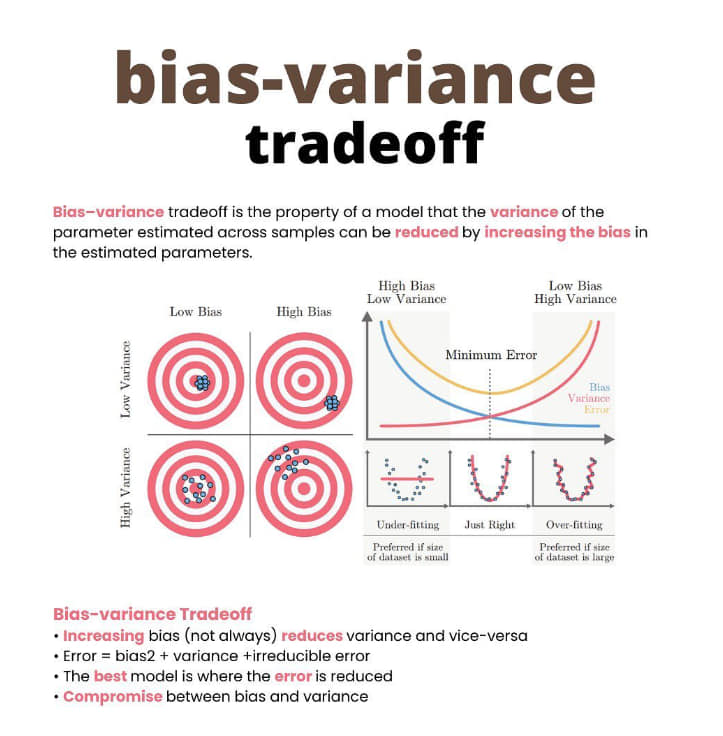 bias-variance
tradeoff
Bias–variance tradeoff is the property of a model that the variance of the
parameter estimated across samples can be reduced by increasing the bias in
the estimated parameters.
Low Bias
High Bias
Low Variance
High Variance
High Bias
Low Variance
Low Bias
High Variance
Minimum Error
Bias
Variance
Error
Under-fitting
Just Right
Over-fitting
Preferred if size
of dataset is small
Preferred if size
of dataset is large
Bias-variance Tradeoff
• Increasing bias (not always) reduces variance and vice-versa
• Error = bias2 + variance +irreducible error
• The best model is where the error is reduced
• Compromise between bias and variance